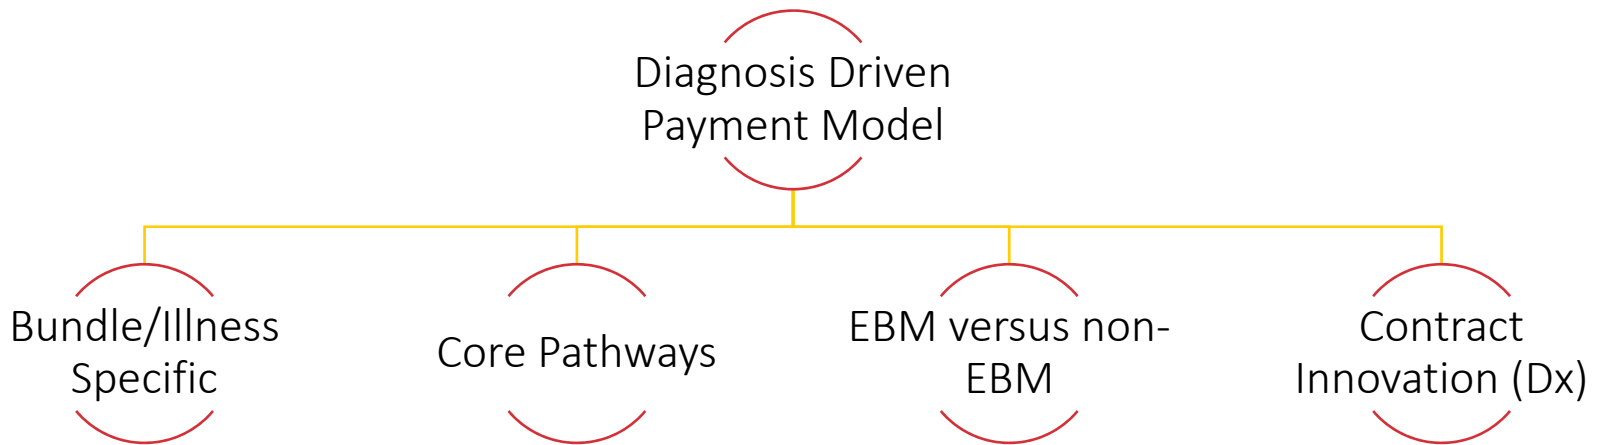 Diagnosis Driven
Payment Model
Bundle/Illness
Specific
Core Pathways
EBM versus non-
EBM
Contract
Innovation (Dx)